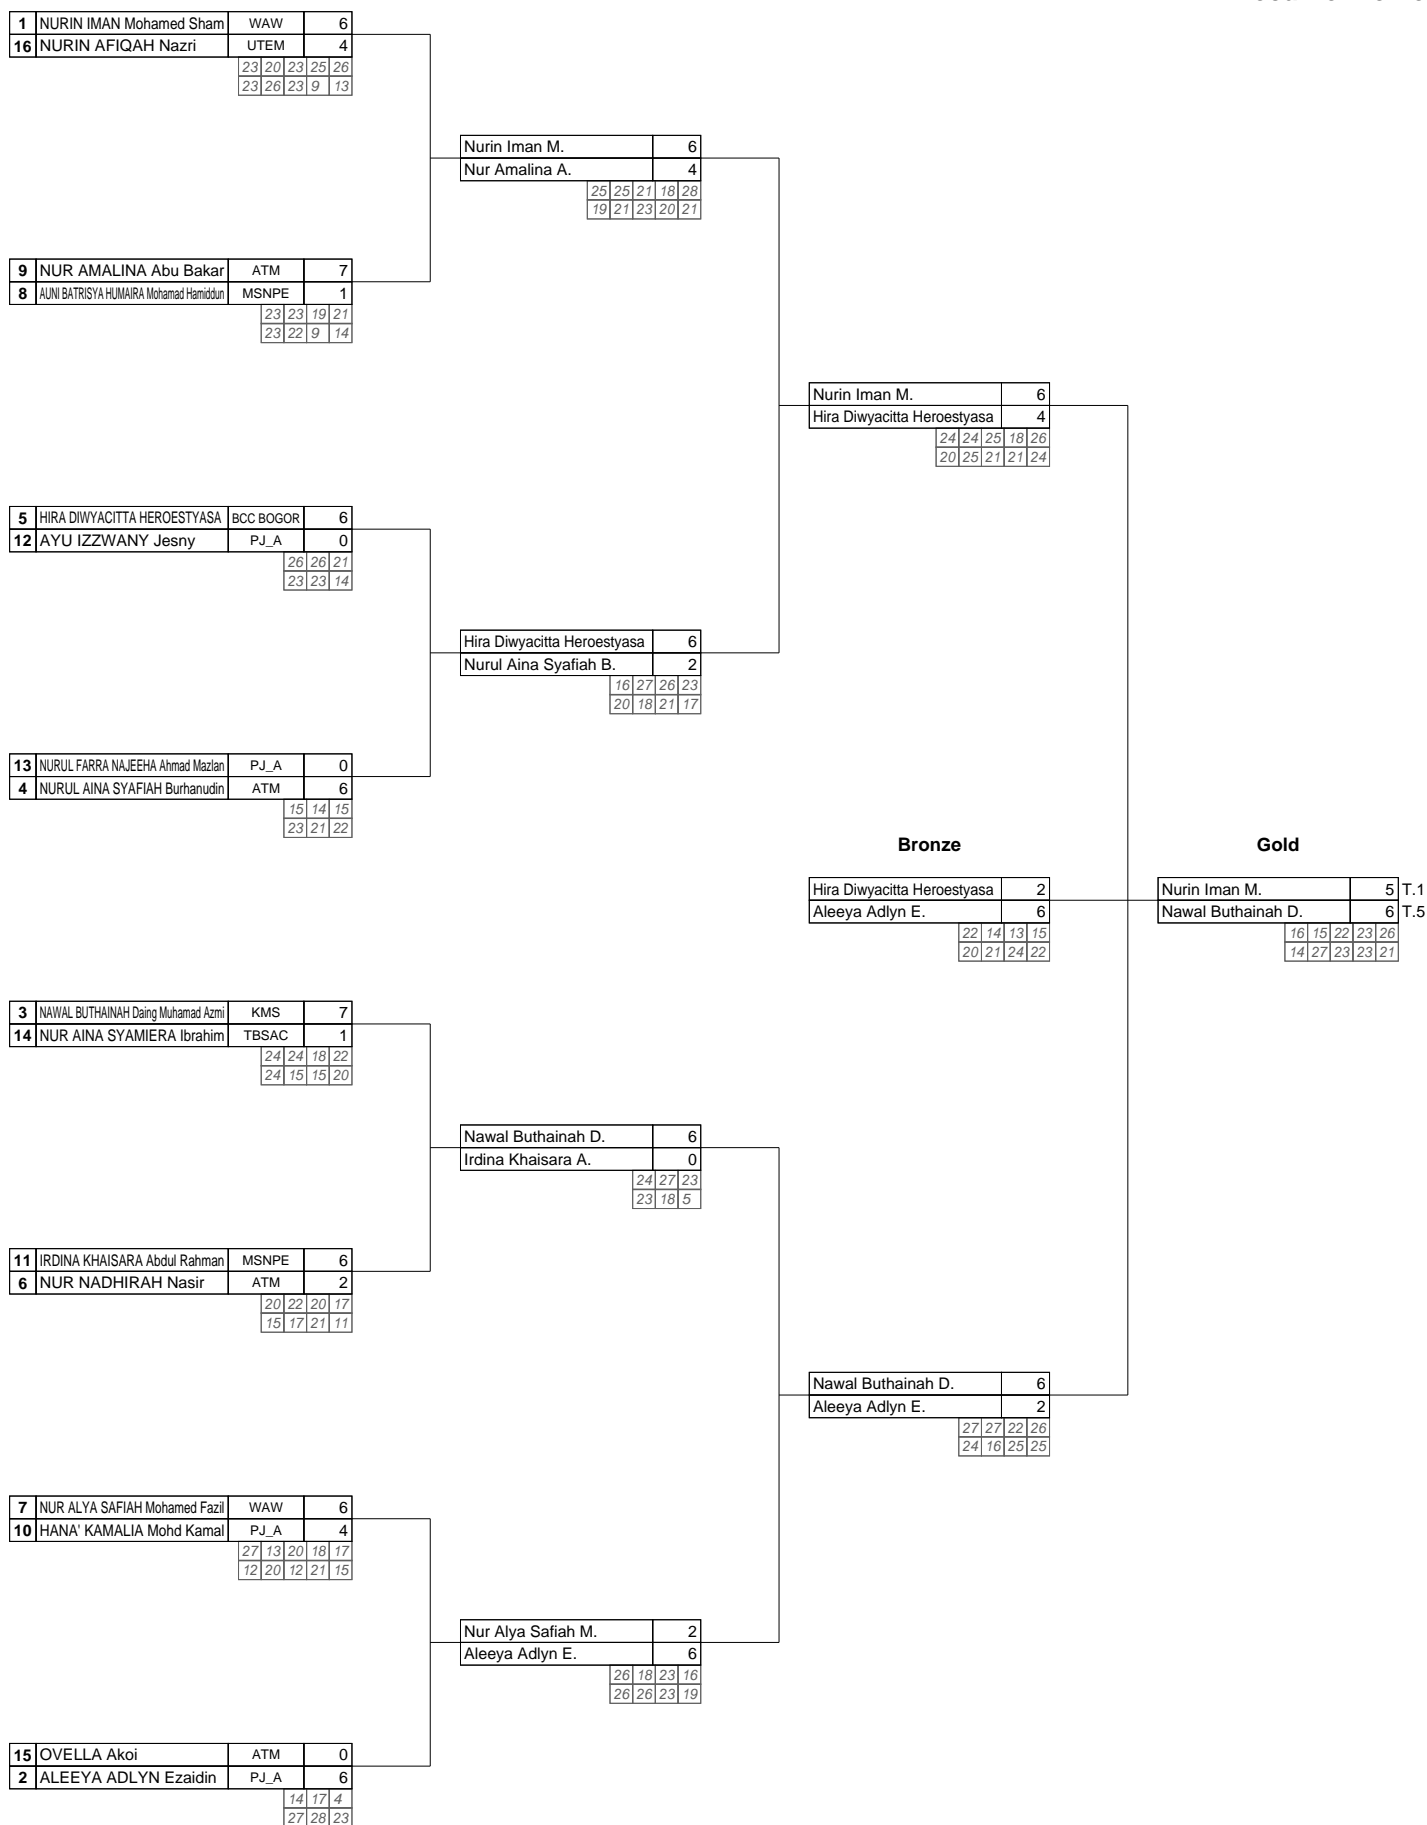 1 NURIN IMAN Mohamed Sham WAW 6
16 NURIN AFIQAH Nazri UTEM 4
23 20 23 25 26
23 26 23 9 13
Nurin Iman M. 6
Nur Amalina A. 4
25 25 21 18 28
19 21 23 20 21
9 NUR AMALINA Abu Bakar ATM 7
8 AUNI BATRISYA HUMAIRA Mohamad Hamiddun MSNPE 1
23 23 19 21
23 22 9 14
Nurin Iman M. 6
Hira Diwyacitta Heroestyasa 4
24 24 25 18 26
20 25 21 21 24
5 HIRA DIWYACITTA HEROESTYASA BCC BOGOR 6
12 AYU IZZWANY Jesny PJ_A 0
26 26 21
23 23 14
Hira Diwyacitta Heroestyasa 6
Nurul Aina Syafiah B. 2
16 27 26 23
20 18 21 17
13 NURUL FARRA NAJEEHA Ahmad Mazlan PJ_A 0
4 NURUL AINA SYAFIAH Burhanudin ATM 6
15 14 15
23 21 22
Bronze
Hira Diwyacitta Heroestyasa 2
Aleeya Adlyn E. 6
22 14 13 15
20 21 24 22
Gold
Nurin Iman M. 5 T.1
Nawal Buthainah D. 6 T.5
16 15 22 23 26
14 27 23 23 21
3 NAWAL BUTHAINAH Daing Muhamad Azmi KMS 7
14 NUR AINA SYAMIERA Ibrahim TBSAC 1
24 24 18 22
24 15 15 20
Nawal Buthainah D. 6
Irdina Khaisara A. 0
24 27 23
23 18 5
11 IRDINA KHAISARA Abdul Rahman MSNPE 6
6 NUR NADHIRAH Nasir ATM 2
20 22 20 17
15 17 21 11
Nawal Buthainah D. 6
Aleeya Adlyn E. 2
27 27 22 26
24 16 25 25
7 NUR ALYA SAFIAH Mohamed Fazil WAW 6
10 HANA' KAMALIA Mohd Kamal PJ_A 4
27 13 20 18 17
12 20 12 21 15
Nur Alya Safiah M. 2
Aleeya Adlyn E. 6
26 18 23 16
26 26 23 19
15 OVELLA Akoi ATM 0
2 ALEEYA ADLYN Ezaidin PJ_A 6
14 17 4
27 28 23